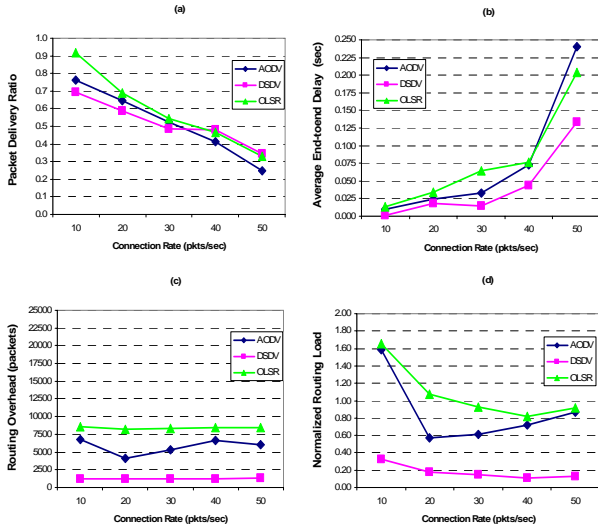 (a)
Packet Delivery Ratio
1.0
0.9
0.8
0.7
0.6
0.5
0.4
0.3
0.2
0.1
0.0
AODV
DSDV
OLSR
10 20 30 40 50
Connection Rate (pkts/sec)
(b)
Average End-toend Delay (sec)
0.250
0.225
0.200
0.175
0.150
0.125
0.100
0.075
0.050
0.025
0.000
AODV
DSDV
OLSR
10 20 30 40 50
Connection Rate (pkts/sec)
(c)
Routing Overhead (packets)
25000
22500
20000
17500
15000
12500
10000
7500
5000
2500
0
AODV
DSDV
OLSR
10 20 30 40 50
Connection Rate (pkts/sec)
(d)
Normalized Routing Load
2.00
1.80
1.60
1.40
1.20
1.00
0.80
0.60
0.40
0.20
0.00
AODV
DSDV
OLSR
10 20 30 40 50
Connection Rate (pkts/sec)